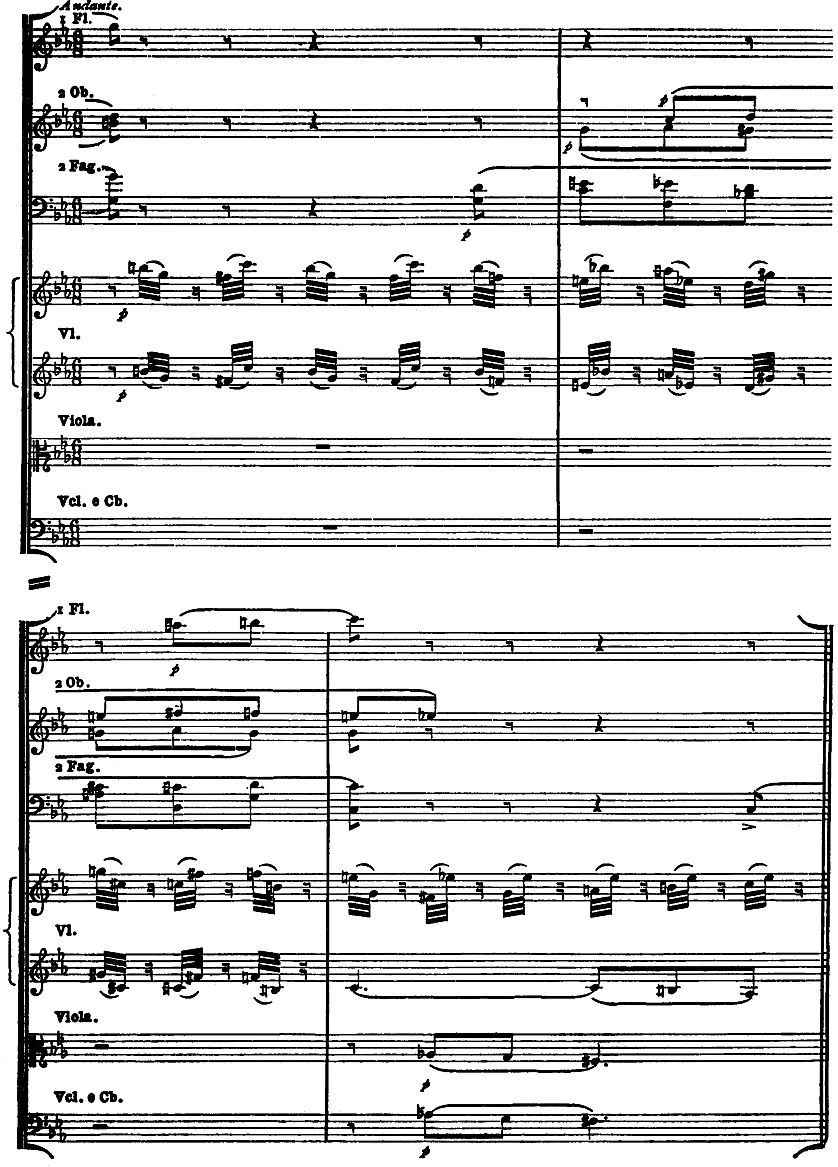 Andante.
1 Fl.
2 Ob.
p
p
2 Fag.
p
p
Vl.
p
Viola.
Vcl. e Cb.
1 Fl.
p
2 Ob.
2 Fag.
Vl.
Viola.
p
Vcl. e Cb.
p